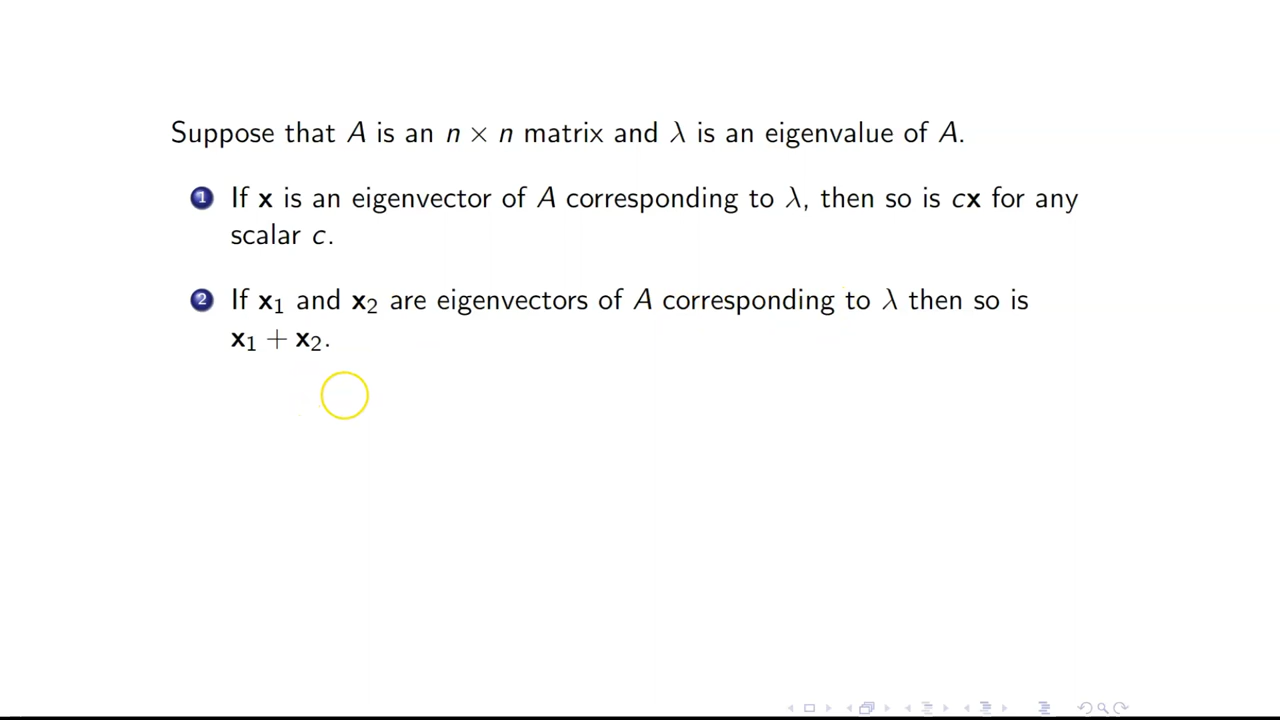 Suppose that A is an n × n matrix and λ is an eigenvalue of A.
1 If x is an eigenvector of A corresponding to λ, then so is cx for any
scalar c.
2 If x₁ and x₂ are eigenvectors of A corresponding to λ then so is
x₁ + x₂.